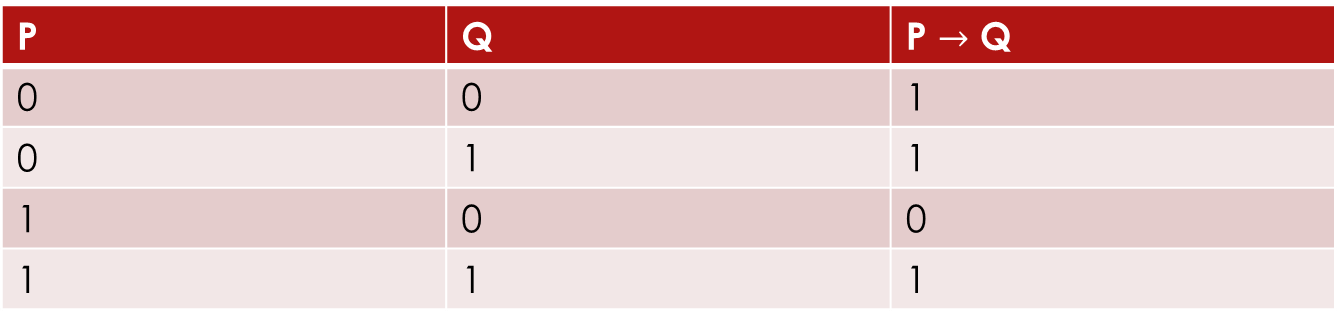 P Q P → Q
0 0 1
0 1 1
1 0 0
1 1 1